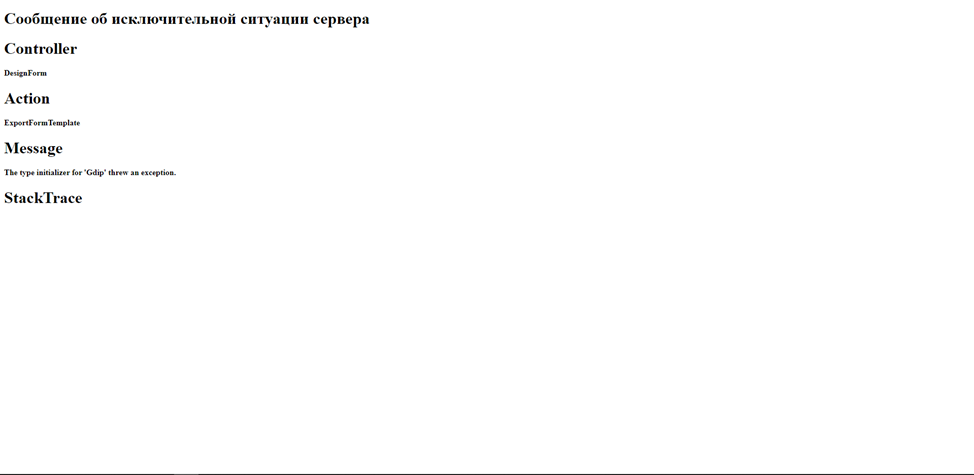 Сообщение об исключительной ситуации сервера
Controller
DesignForm
Action
ExportFormTemplate
Message
The type initializer for 'Gdip' threw an exception.
StackTrace